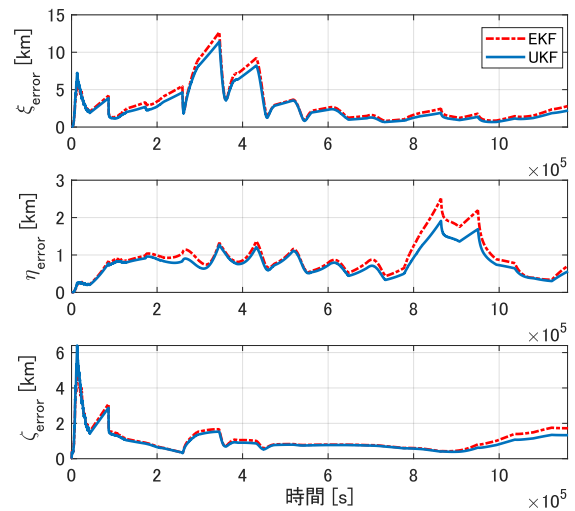 15
10
5
0
ξerror [km]
EKF
UKF
0 2 4 6 8 10
×10^5
3
2
1
0
ηerror [km]
0 2 4 6 8 10
×10^5
6
4
2
0
ζerror [km]
0 2 4 6 8 10
時間 [s]
×10^5